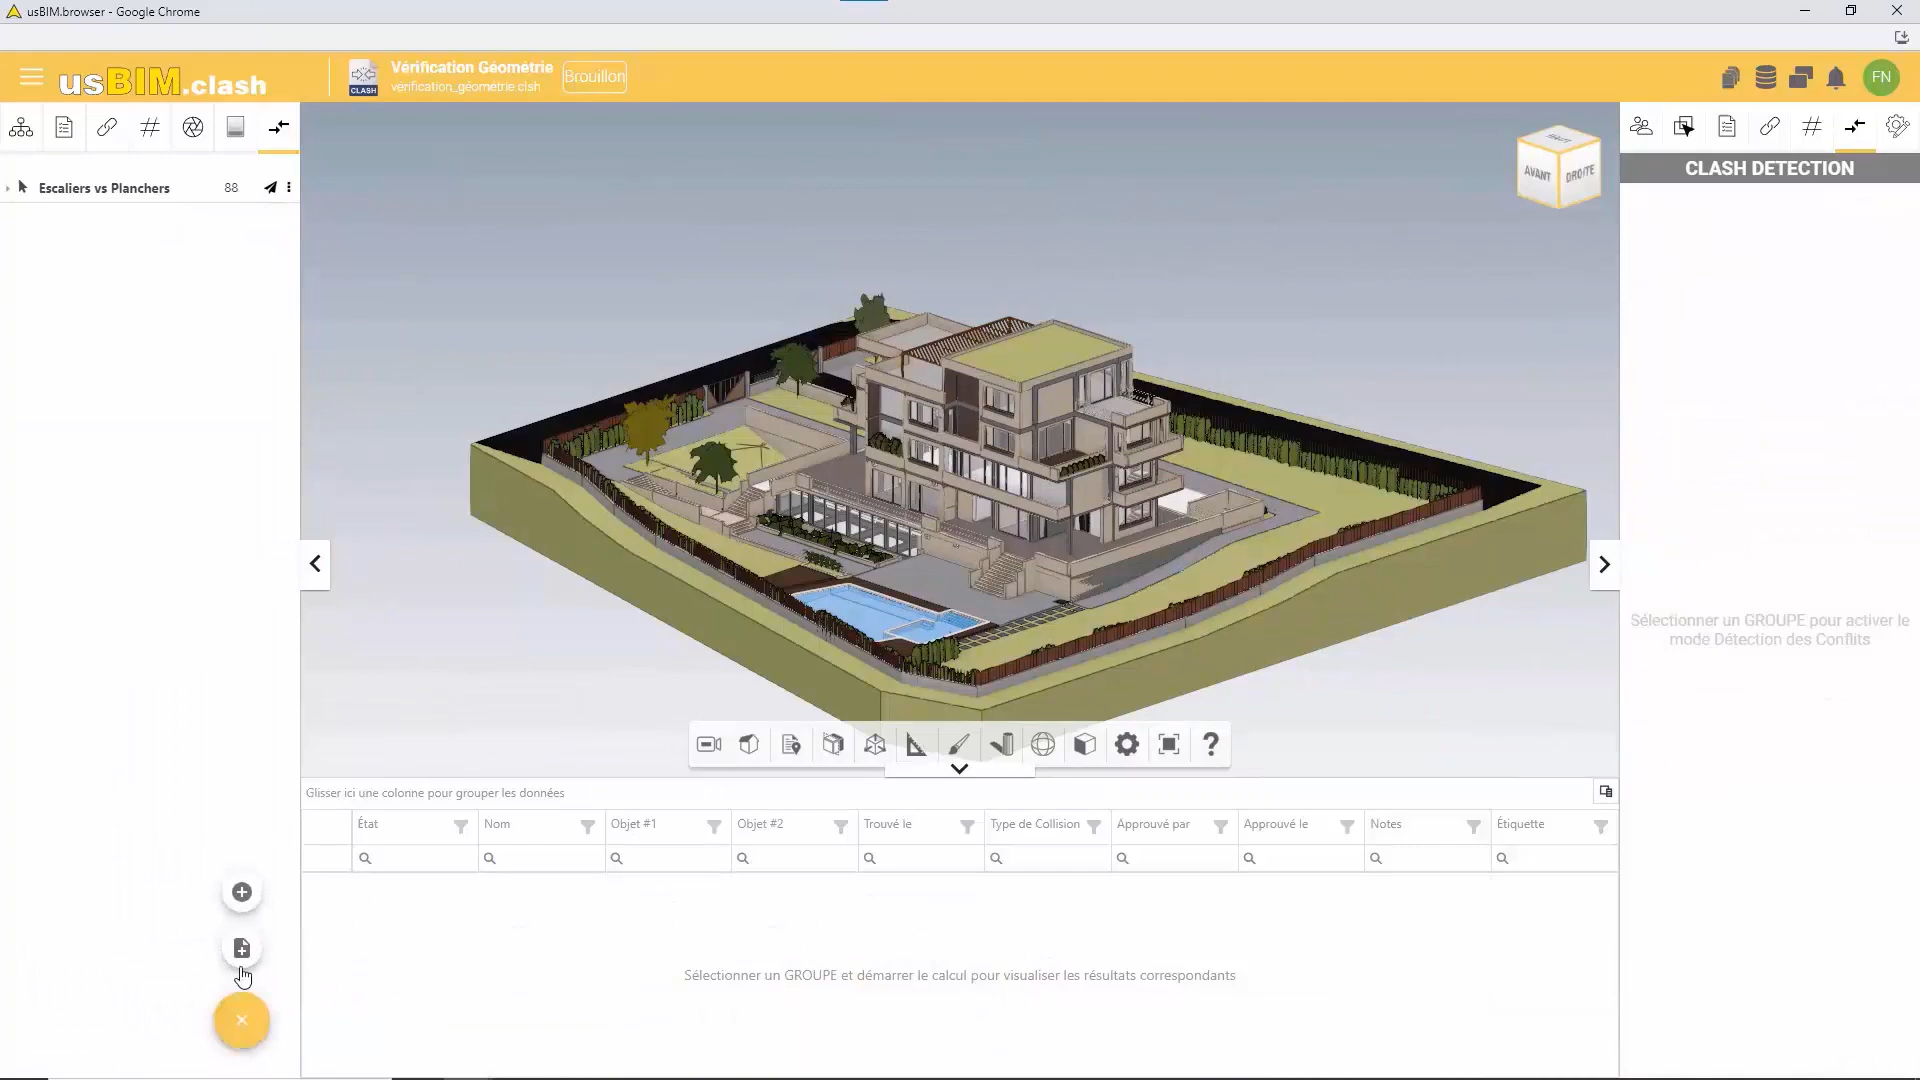 usBIM.browser - Google Chrome
usBIM.clash
CLASH
Vérification Géométrie
verification_géométrie.clsh
Brouillon
FN
Escaliers vs Planchers
88
HAUT
AVANT
DROITE
CLASH DETECTION
Sélectionner un GROUPE pour activer le
mode Détection des Conflits
Glisser ici une colonne pour grouper les données
État
Nom
Objet #1
Objet #2
Trouvé le
Type de Collision
Approuvé par
Approuvé le
Notes
Étiquette
Sélectionner un GROUPE et démarrer le calcul pour visualiser les résultats correspondants